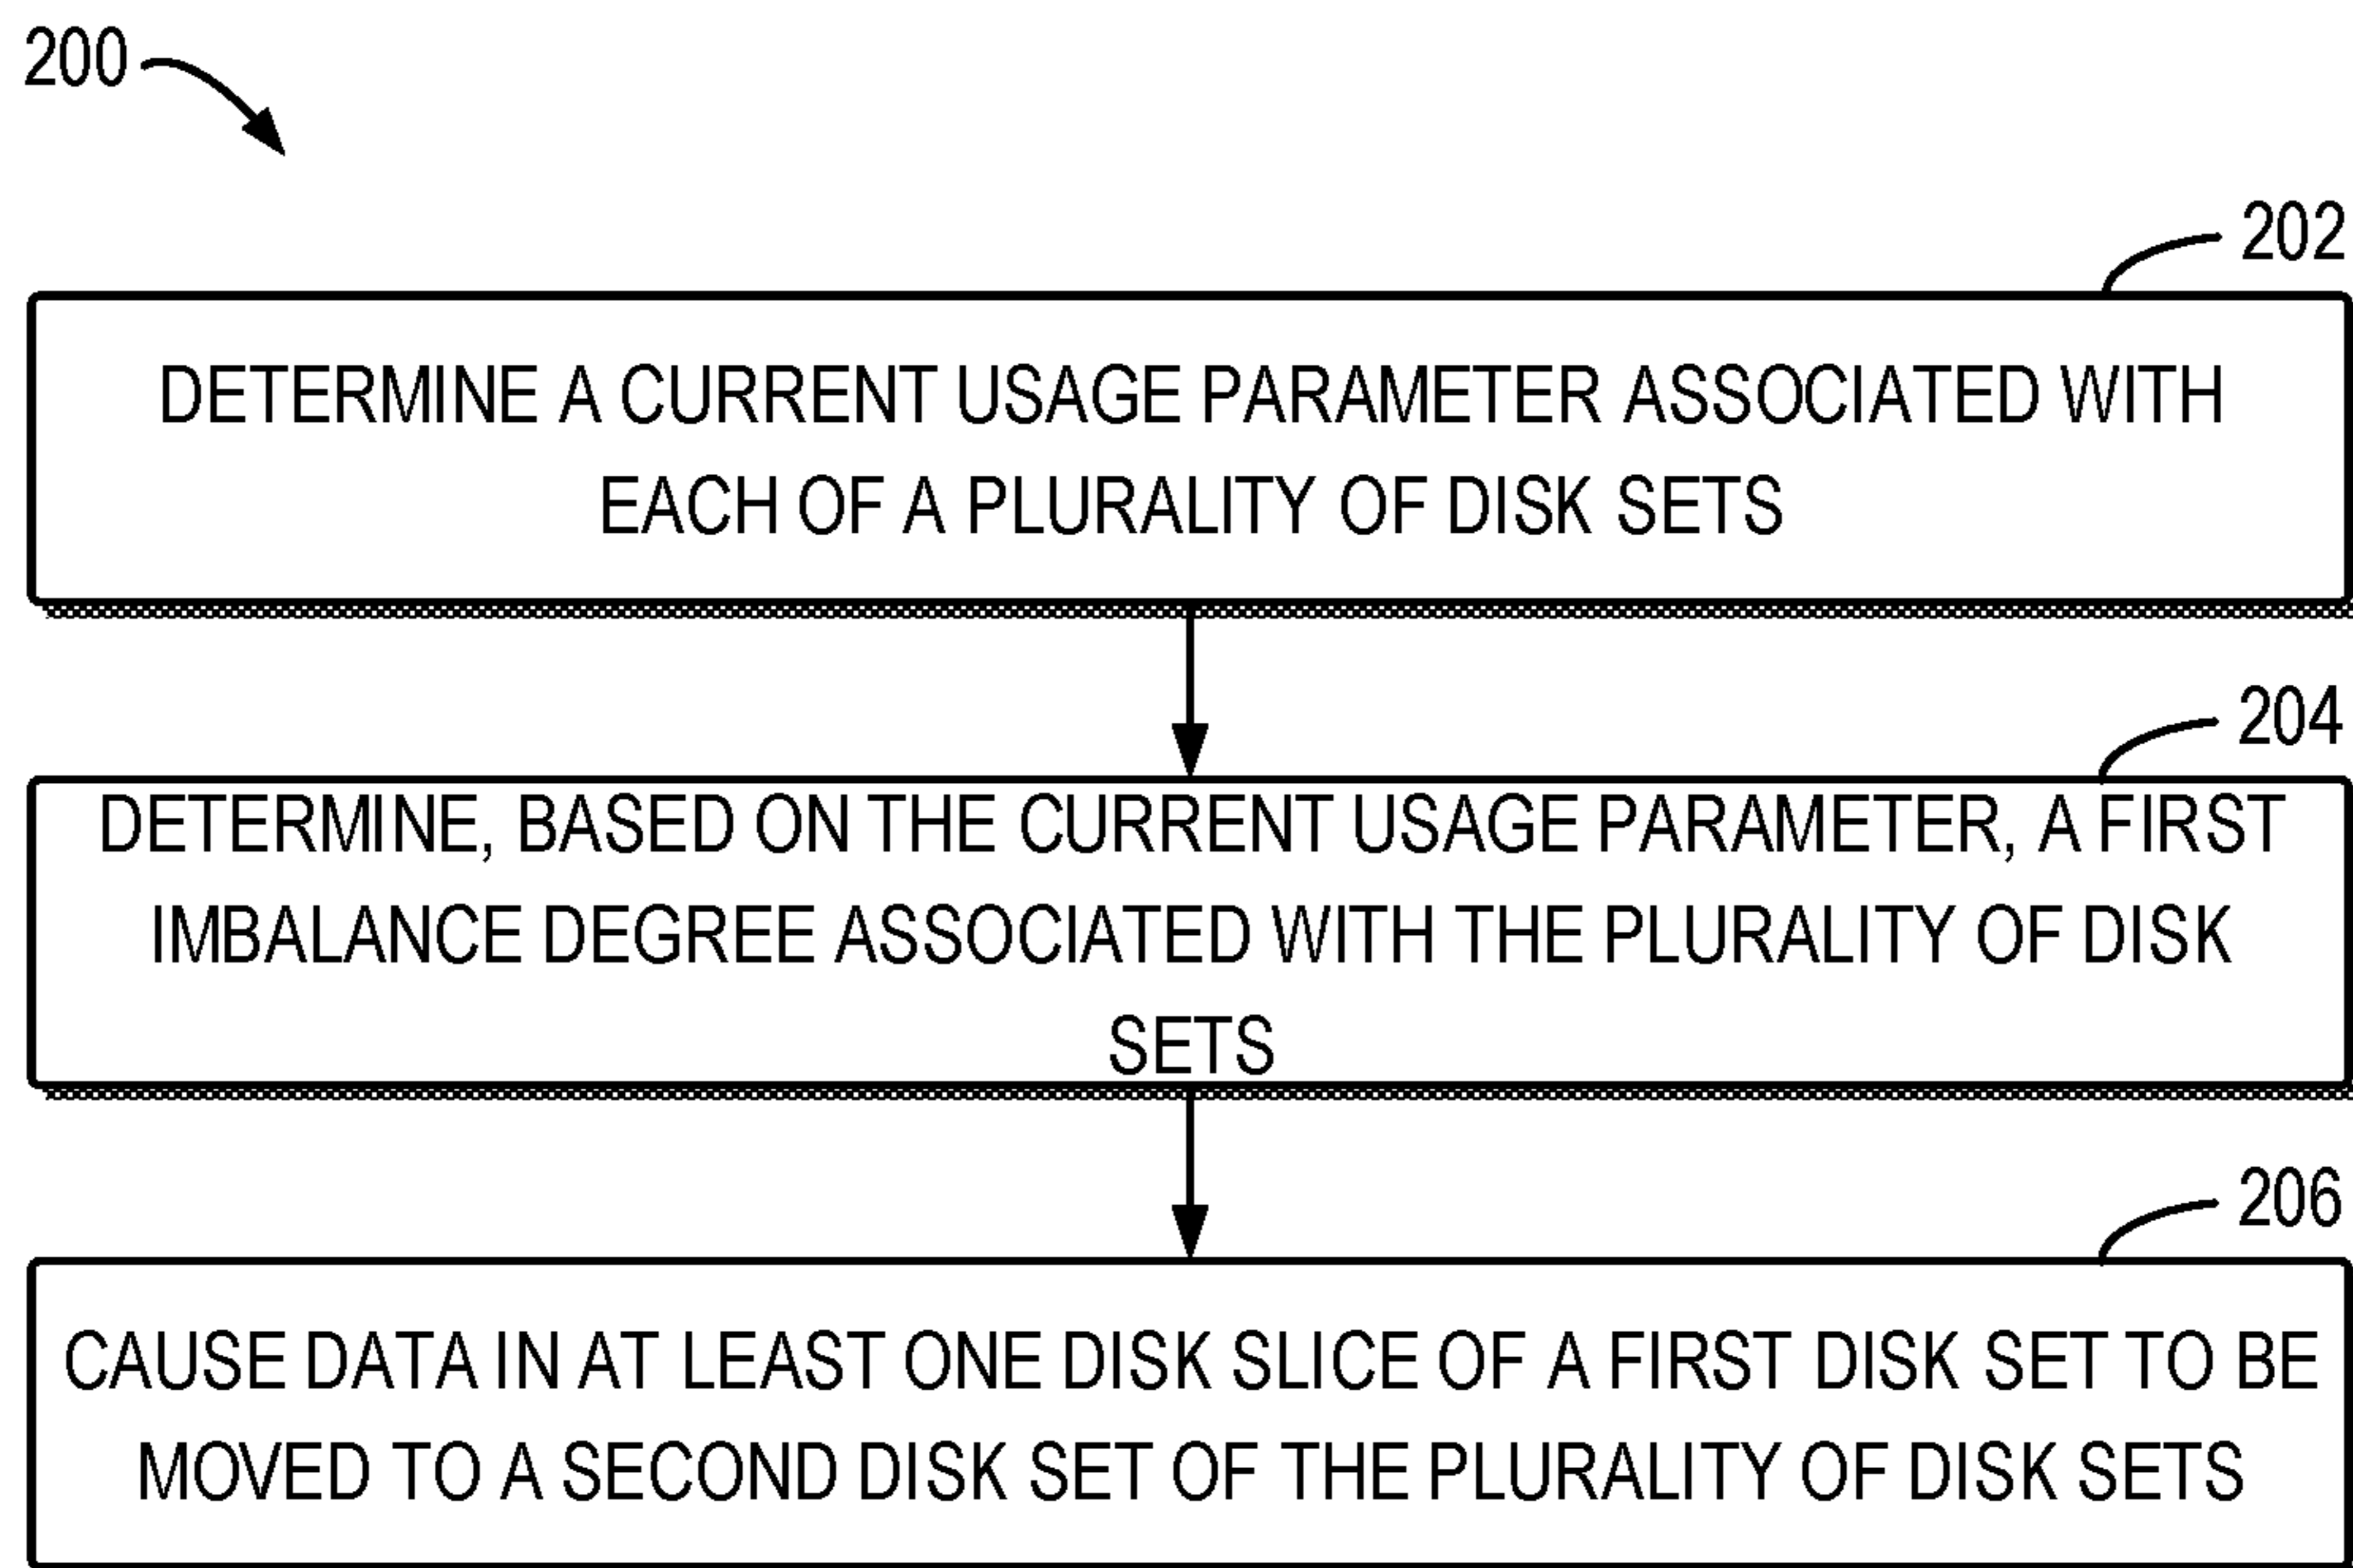 200
202
DETERMINE A CURRENT USAGE PARAMETER ASSOCIATED WITH
EACH OF A PLURALITY OF DISK SETS
204
DETERMINE, BASED ON THE CURRENT USAGE PARAMETER, A FIRST
IMBALANCE DEGREE ASSOCIATED WITH THE PLURALITY OF DISK
SETS
206
CAUSE DATA IN AT LEAST ONE DISK SLICE OF A FIRST DISK SET TO BE
MOVED TO A SECOND DISK SET OF THE PLURALITY OF DISK SETS